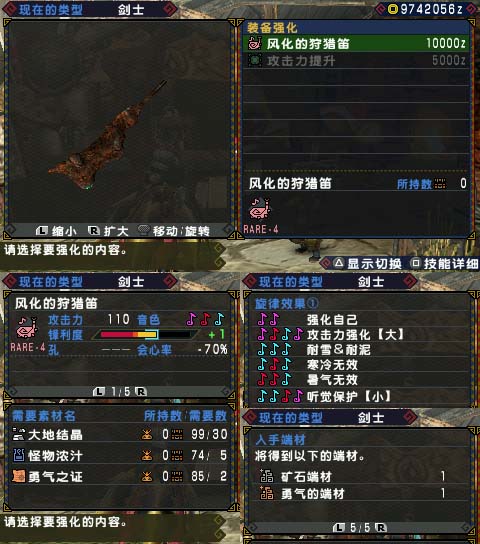 现在的类型 剑士
9742056z
装备强化
风化的狩猎笛 10000z
攻击力提升 5000z
风化的狩猎笛 所持数 0
RARE-4
L 缩小 R 扩大 移动/旋转
请选择要强化的内容。
△显示切换 □技能详细
现在的类型 剑士
风化的狩猎笛
攻击力 110 音色
锋利度 +1
RARE-4
孔 --- 会心率 -70%
L 1/5 R
需要素材名 所持数/需要数
大地结晶 0 99/30
怪物浓汁 0 74/ 5
勇气之证 0 85/ 2
请选择要强化的内容。
现在的类型 剑士
旋律效果①
强化自己
攻击力强化【大】
耐雪&耐泥
寒冷无效
暑气无效
听觉保护【小】
现在的类型 剑士
入手端材
将得到以下的端材。
矿石端材 1
勇气的端材 1
L 5/5 R